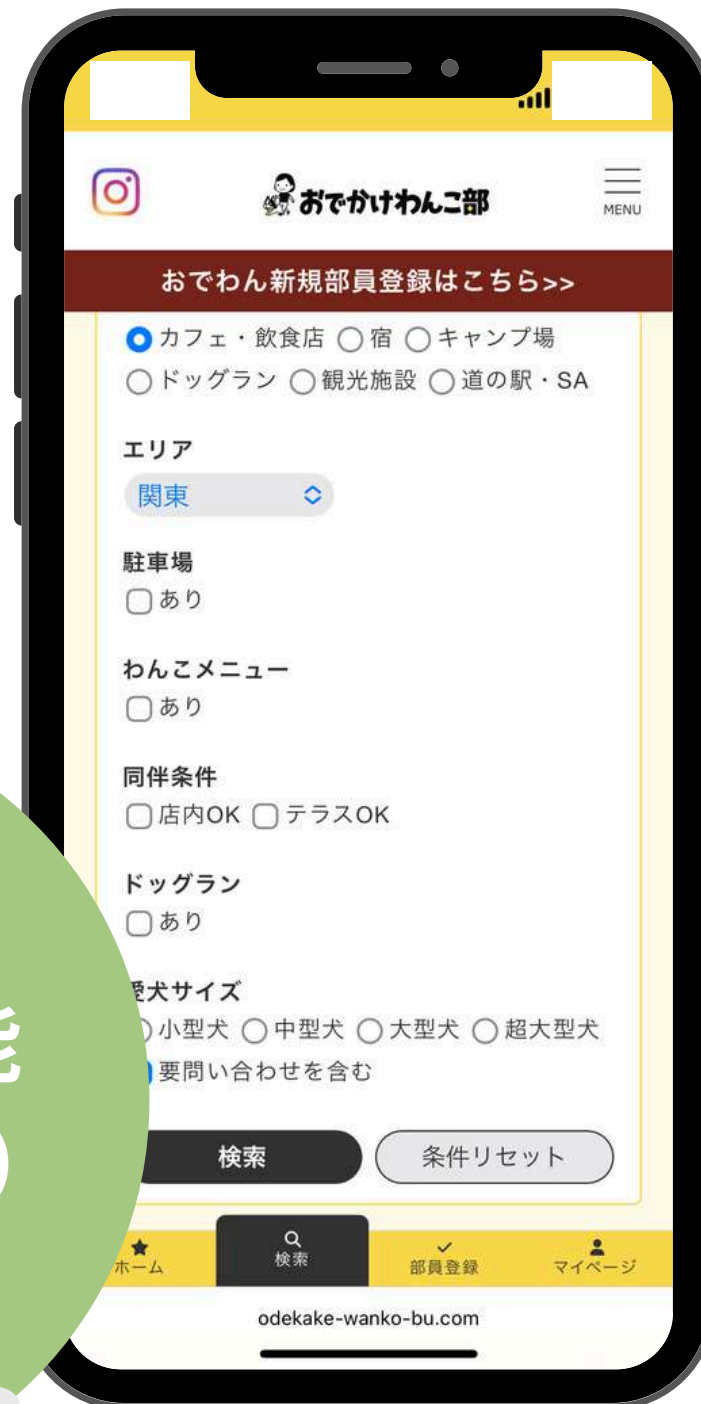 おでかけわんこ部
MENU
おでわん新規部員登録はこちら>>
カフェ・飲食店 宿 キャンプ場
ドッグラン 観光施設 道の駅・SA
エリア
関東
駐車場
あり
わんこメニュー
あり
同伴条件
店内OK テラスOK
ドッグラン
あり
愛犬サイズ
小型犬 中型犬 大型犬 超大型犬
要問い合わせを含む
検索 条件リセット
ホーム 検索 部員登録 マイページ
odekake-wanko-bu.com